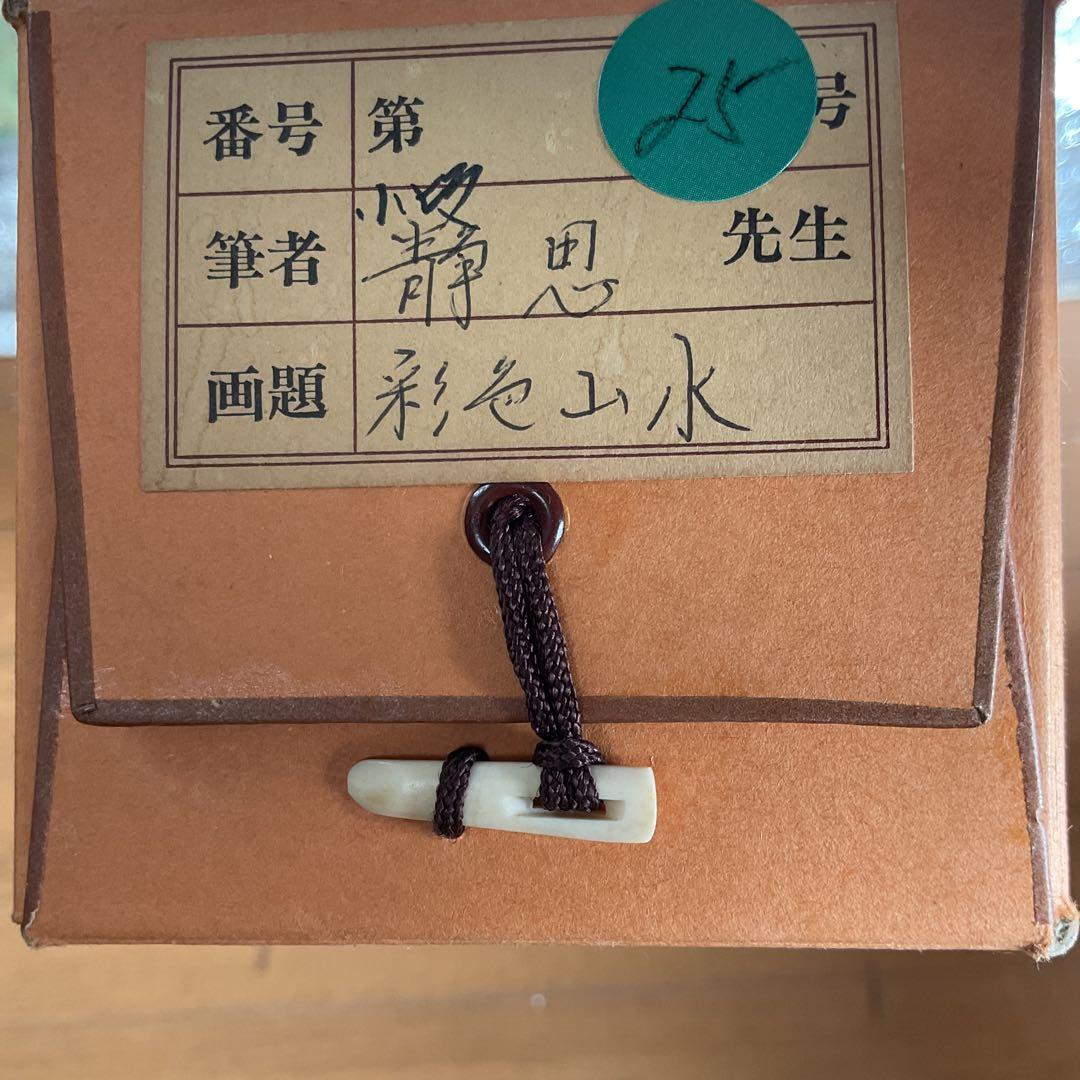 番号 第 25 号
筆者 靜思 先生
画題 彩色山水